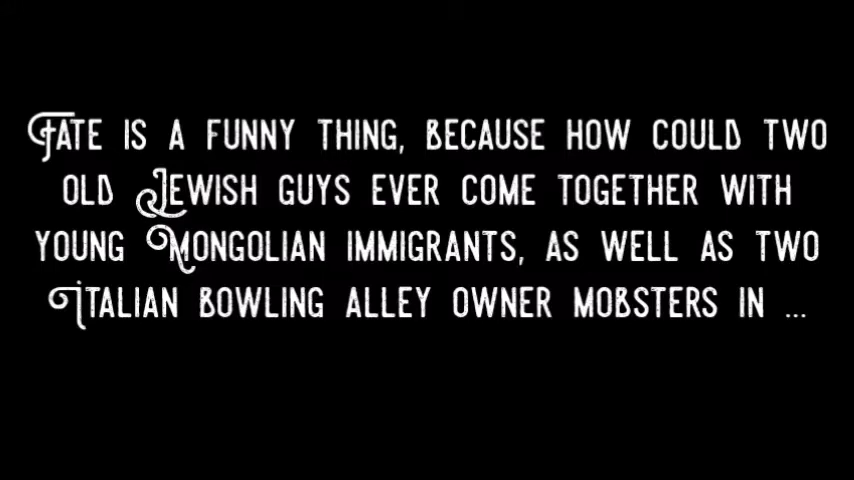 Fate is a funny thing, because how could two
old Jewish guys ever come together with
young Mongolian immigrants, as well as two
Italian bowling alley owner mobsters in ...